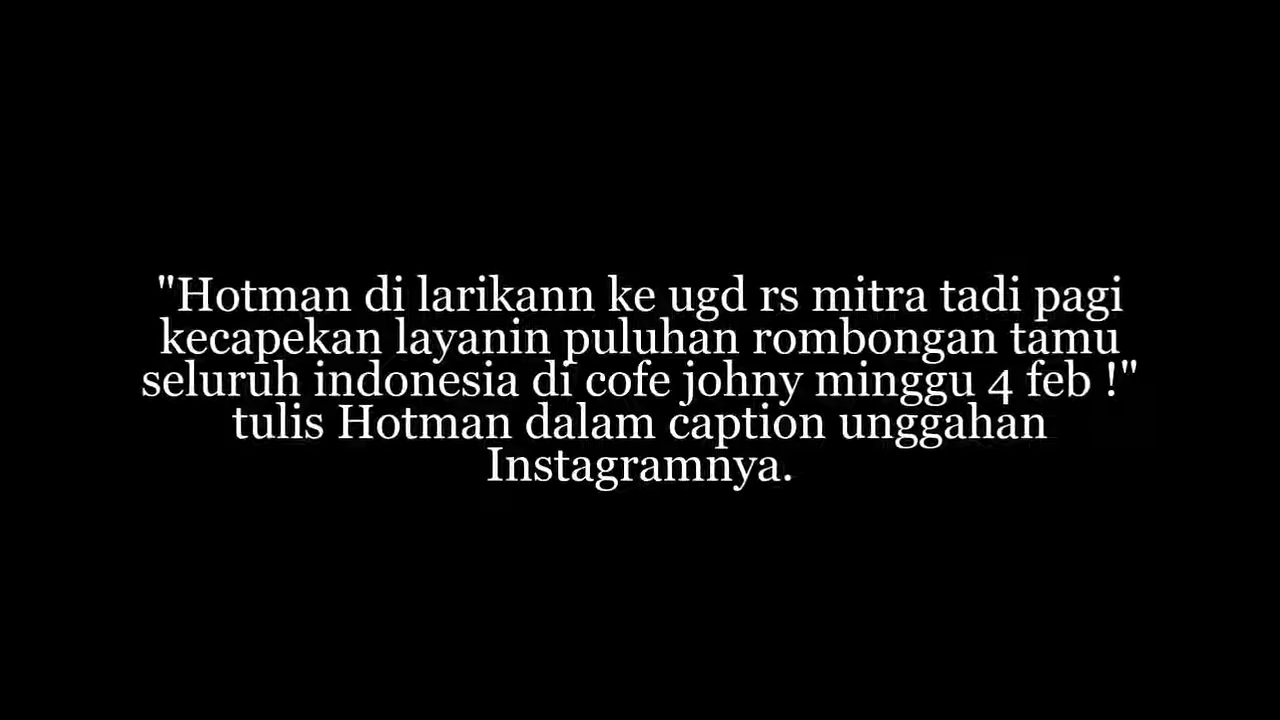 "Hotman di larikann ke ugd rs mitra tadi pagi
kecapekan layanin puluhan rombongan tamu
seluruh indonesia di cofe johny minggu 4 feb !"
tulis Hotman dalam caption unggahan
Instagramnya.